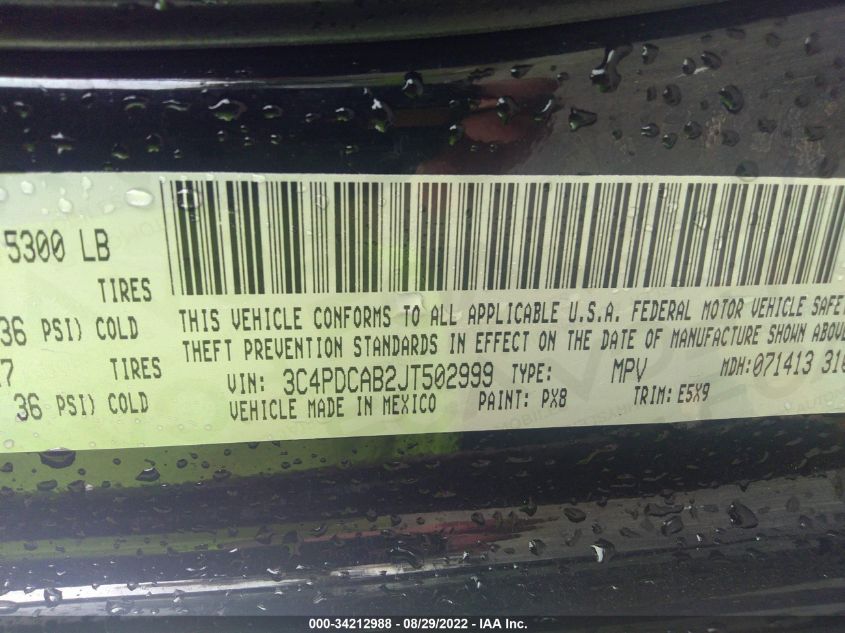 5300 LB
TIRES
36 PSI) COLD
7 TIRES
36 PSI) COLD
THIS VEHICLE CONFORMS TO ALL APPLICABLE U.S.A. FEDERAL MOTOR VEHICLE SAFE
THEFT PREVENTION STANDARDS IN EFFECT ON THE DATE OF MANUFACTURE SHOWN ABOVE
VIN: 3C4PDCAB2JT502999 TYPE: MPV MDH:071413 310
VEHICLE MADE IN MEXICO PAINT: PX8 TRIM: E5X9
000-34212988 - 08/29/2022 - IAA Inc.